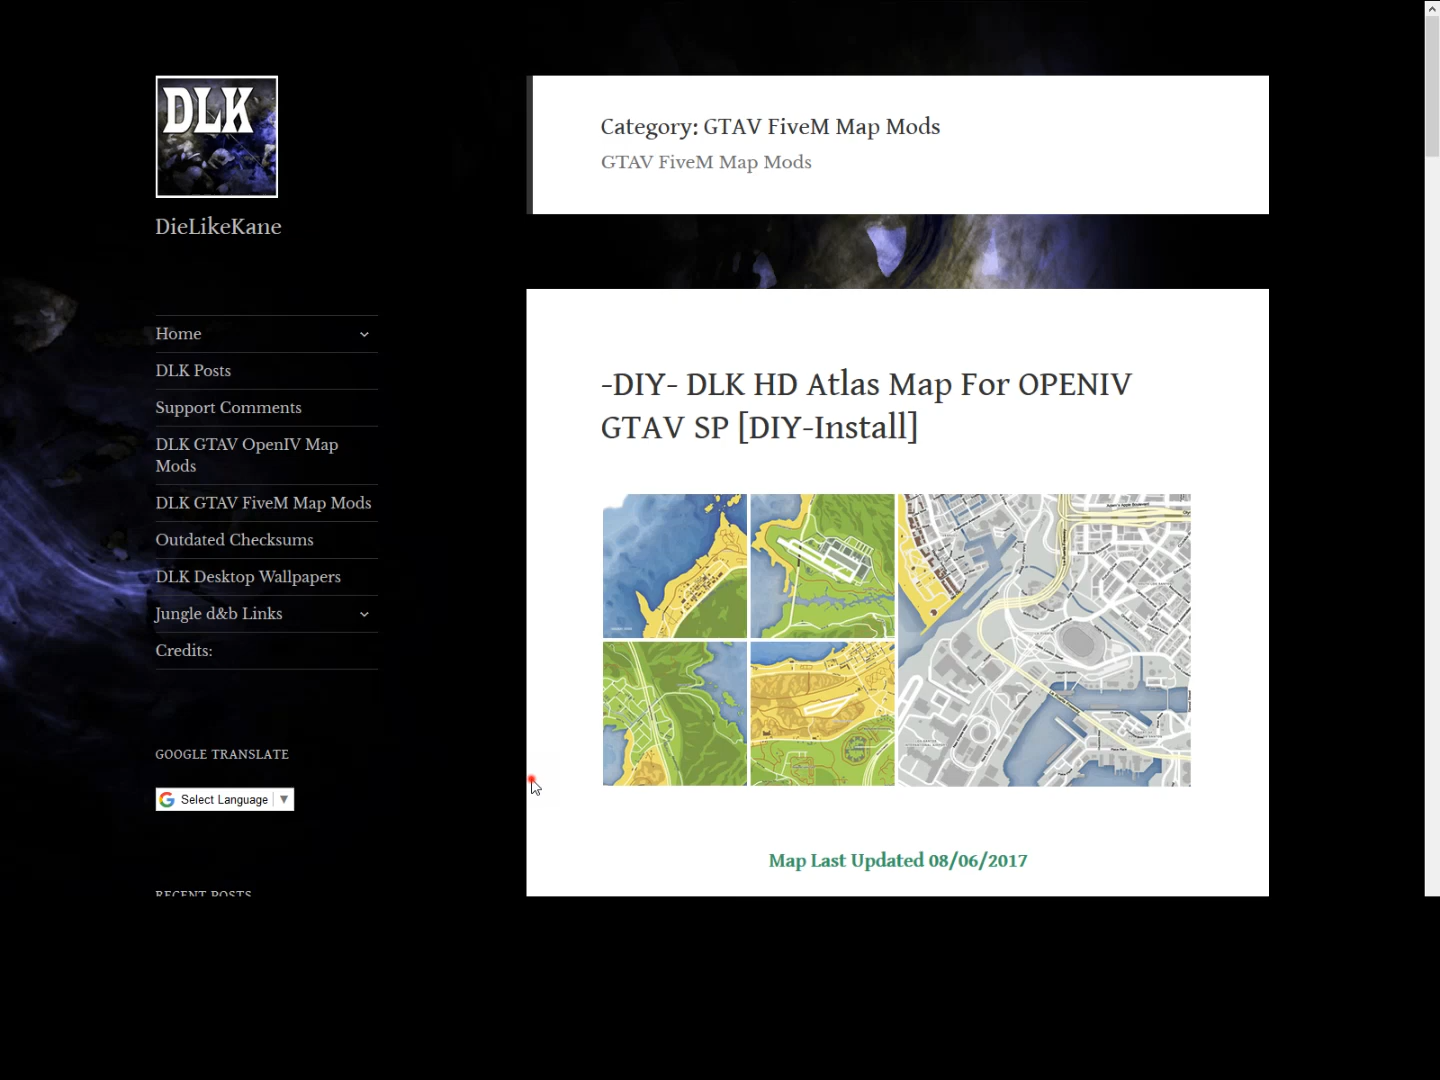 DLK
DieLikeKane
Home
DLK Posts
Support Comments
DLK GTAV OpenIV Map
Mods
DLK GTAV FiveM Map Mods
Outdated Checksums
DLK Desktop Wallpapers
Jungle d&b Links
Credits:
GOOGLE TRANSLATE
Select Language
RECENT POSTS
Category: GTAV FiveM Map Mods
GTAV FiveM Map Mods
-DIY- DLK HD Atlas Map For OPENIV
GTAV SP [DIY-Install]
Map Last Updated 08/06/2017